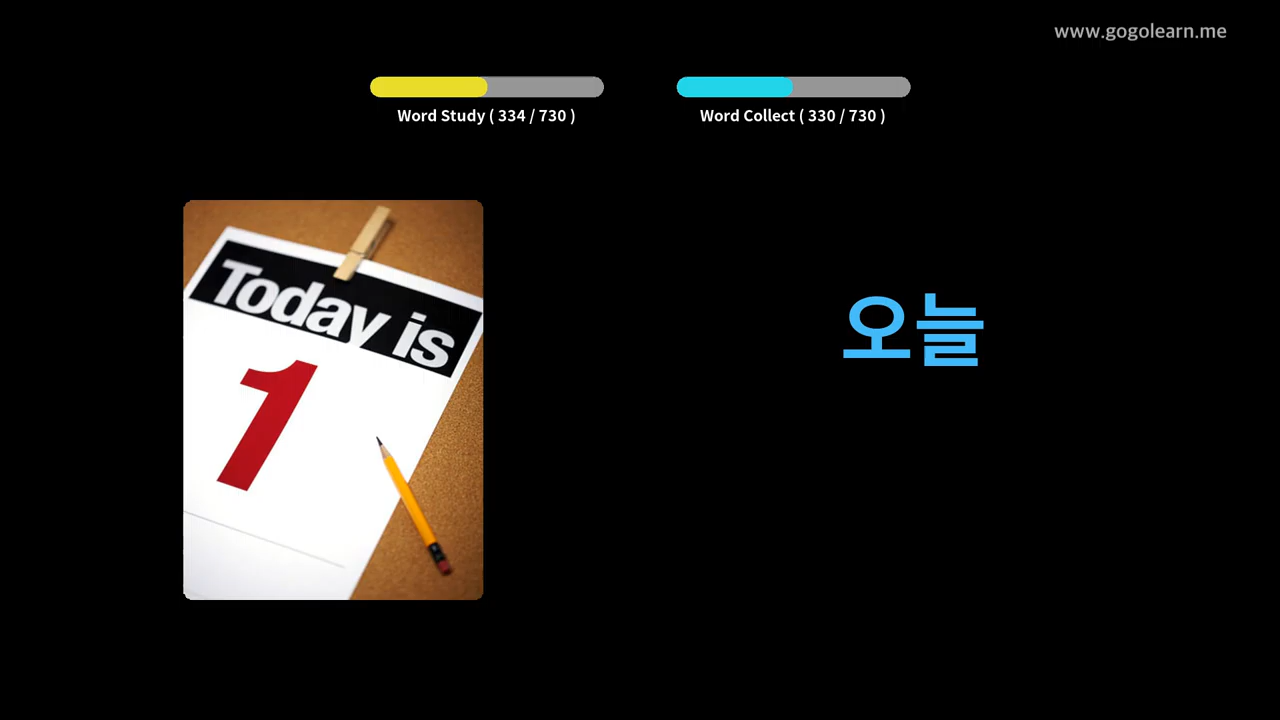 www.gogolearn.me
Word Study ( 334 / 730 )
Word Collect ( 330 / 730 )
Today is
1
오늘